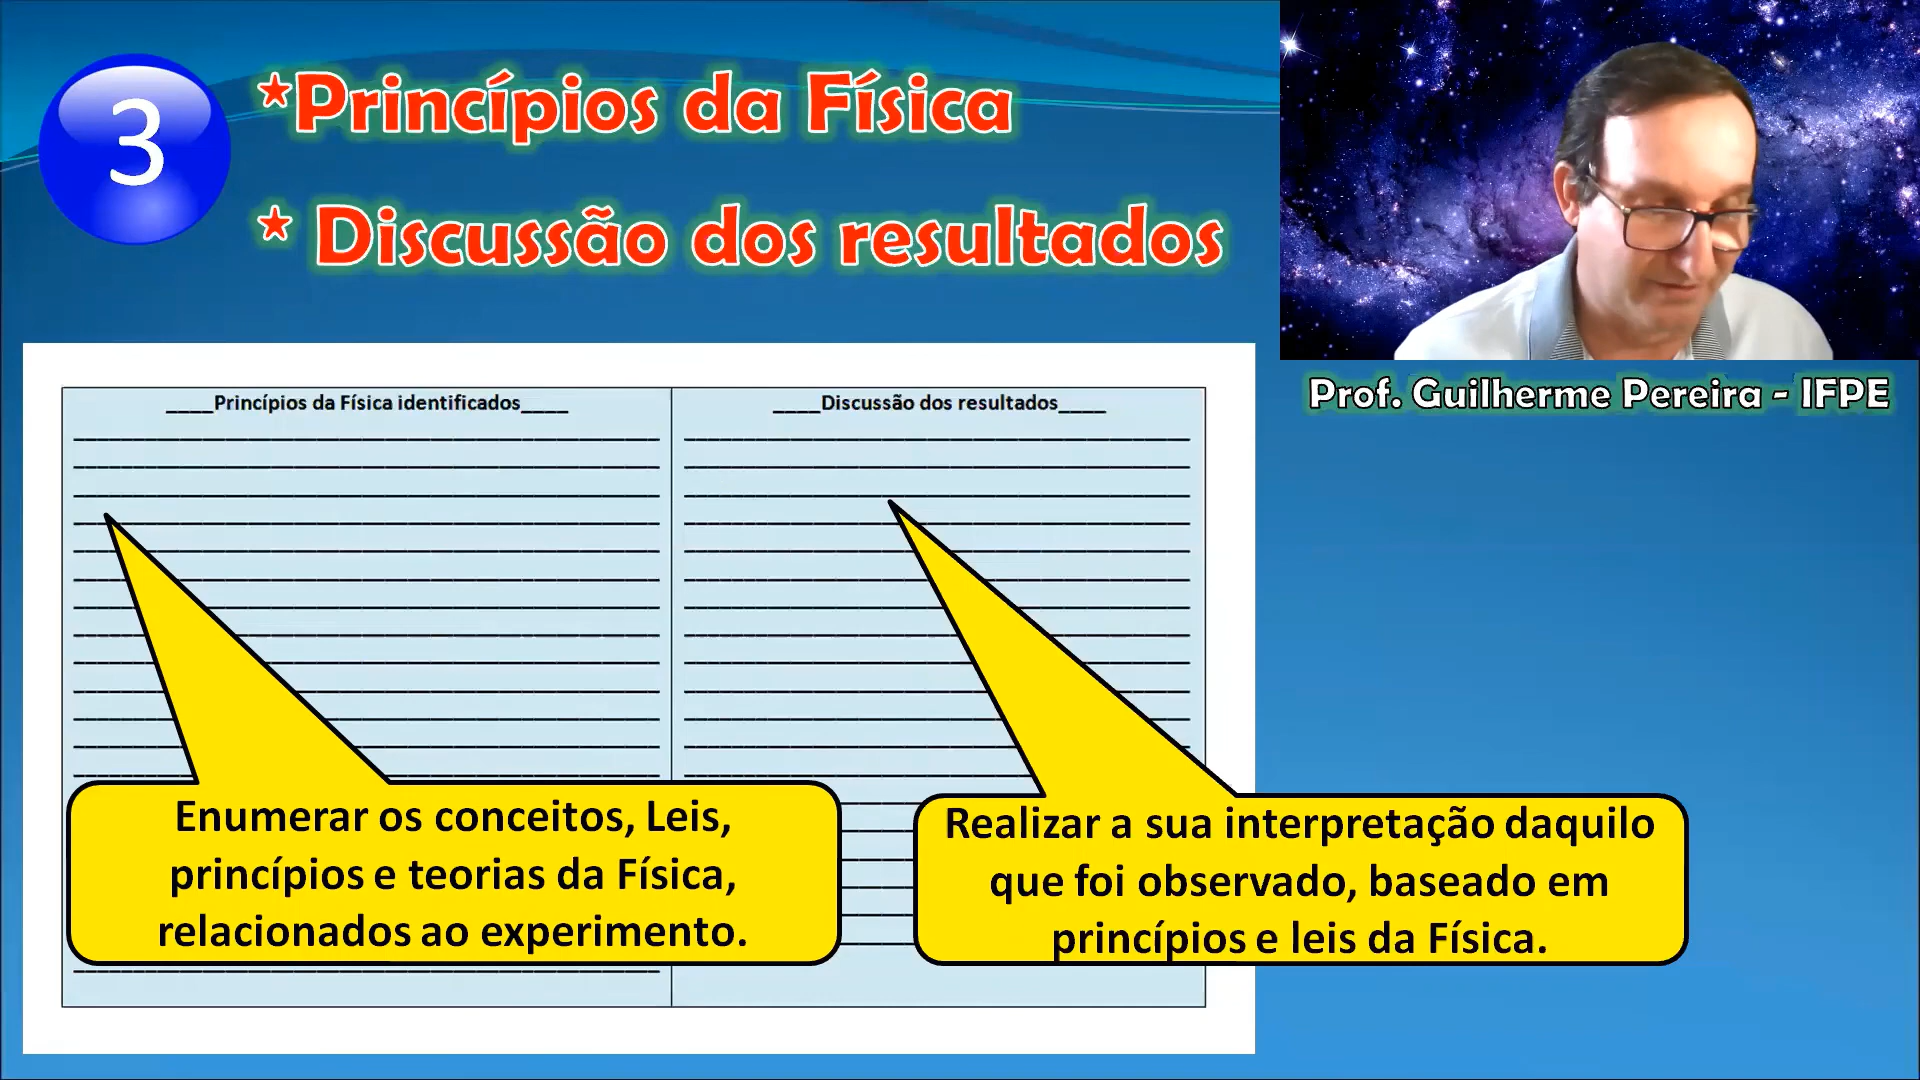 3
*Princípios da Física
* Discussão dos resultados
Prof. Guilherme Pereira - IFPE
____Princípios da Física identificados____
____Discussão dos resultados____
Enumerar os conceitos, Leis,
princípios e teorias da Física,
relacionados ao experimento.
Realizar a sua interpretação daquilo
que foi observado, baseado em
princípios e leis da Física.